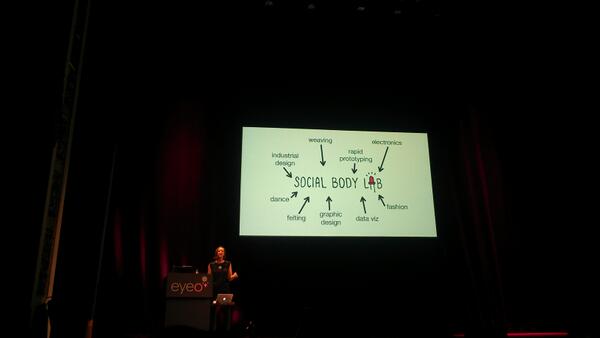 weaving
electronics
rapid
prototyping
industrial
design
SOCIAL BODY LAB
dance
fashion
felting
graphic
design
data viz
eyeo